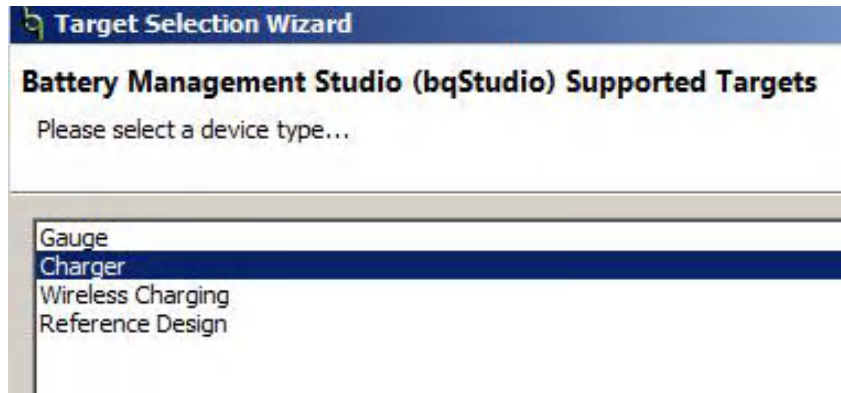 Target Selection Wizard
Battery Management Studio (bqStudio) Supported Targets
Please select a device type...
Gauge
Charger
Wireless Charging
Reference Design